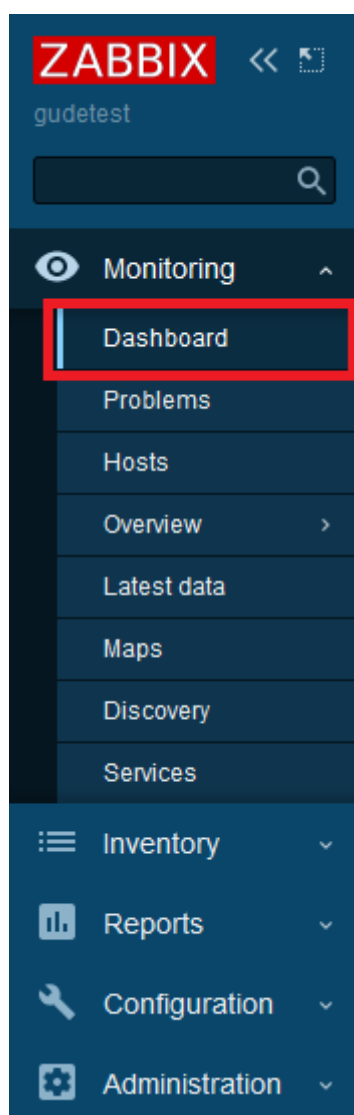 ZABBIX
gudetest
Monitoring
Dashboard
Problems
Hosts
Overview
Latest data
Maps
Discovery
Services
Inventory
Reports
Configuration
Administration